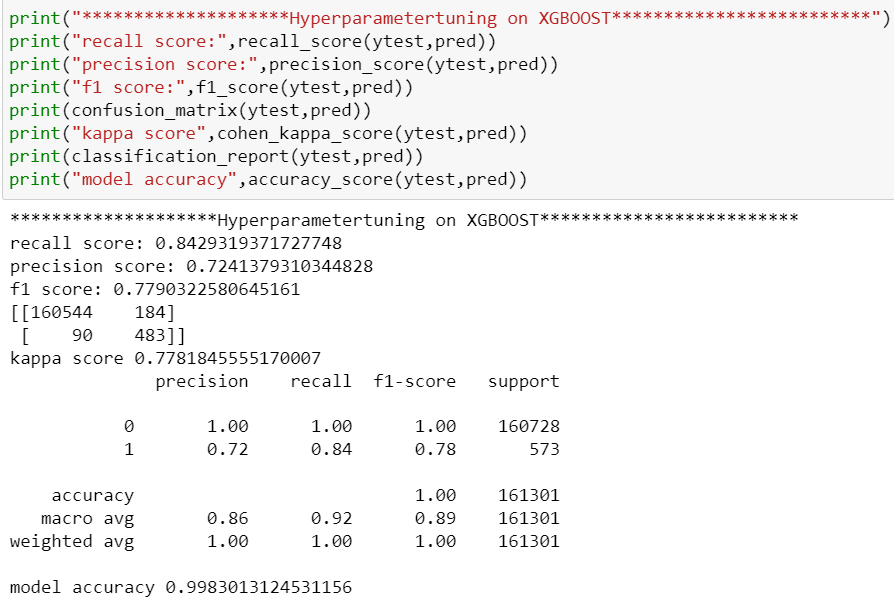 print("********************Hyperparametertuning on XGBOOST*************************")
print("recall score:",recall_score(ytest,pred))
print("precision score:",precision_score(ytest,pred))
print("f1 score:",f1_score(ytest,pred))
print(confusion_matrix(ytest,pred))
print("kappa score",cohen_kappa_score(ytest,pred))
print(classification_report(ytest,pred))
print("model accuracy",accuracy_score(ytest,pred))
********************Hyperparametertuning on XGBOOST*************************
recall score: 0.8429319371727748
precision score: 0.7241379310344828
f1 score: 0.7790322580645161
[[160544    184]
 [    90    483]]
kappa score 0.7781845555170007
              precision    recall  f1-score   support
           0       1.00      1.00      1.00    160728
           1       0.72      0.84      0.78       573
    accuracy                           1.00    161301
   macro avg       0.86      0.92      0.89    161301
weighted avg       1.00      1.00      1.00    161301
model accuracy 0.9983013124531156